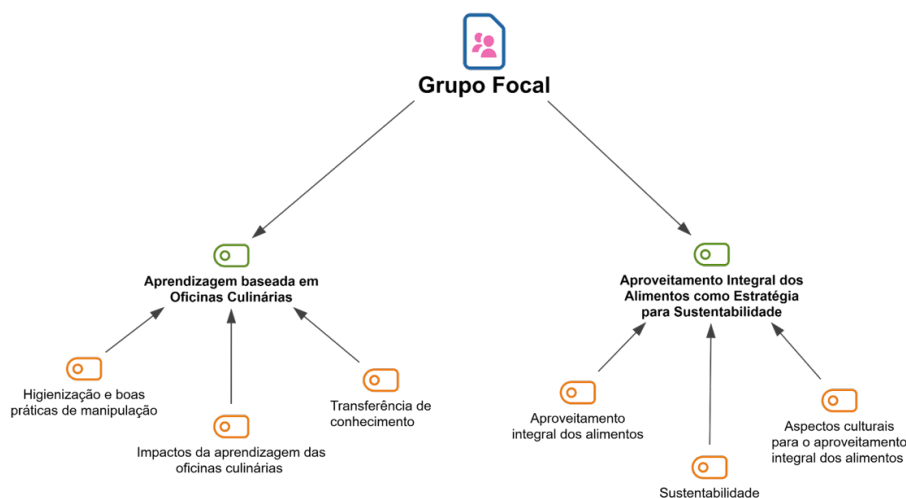 Grupo Focal
Aprendizagem baseada em
Oficinas Culinárias
Aproveitamento Integral dos
Alimentos como Estratégia
para Sustentabilidade
Higienização e boas
práticas de manipulação
Impactos da aprendizagem das
oficinas culinárias
Transferência de
conhecimento
Aproveitamento
integral dos alimentos
Sustentabilidade
Aspectos culturais
para o aproveitamento
integral dos alimentos